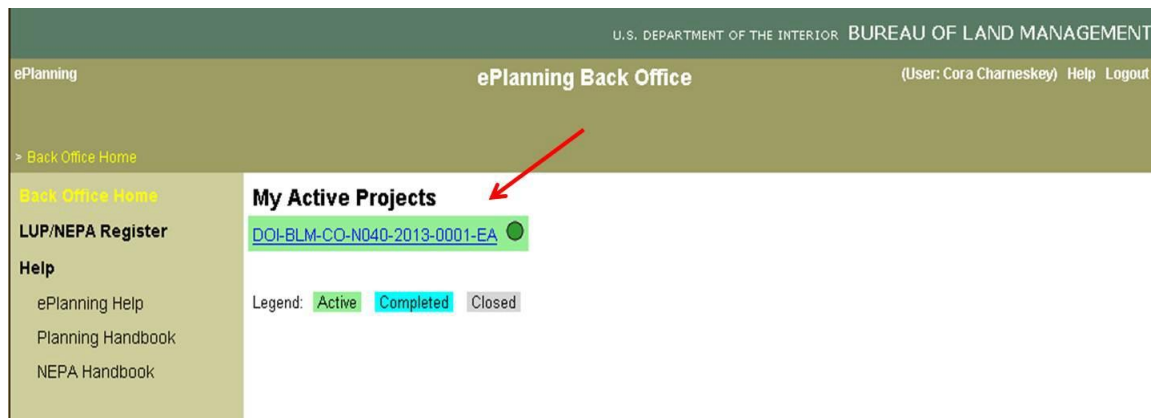 U.S. DEPARTMENT OF THE INTERIOR BUREAU OF LAND MANAGEMENT
ePlanning
ePlanning Back Office
(User: Cora Charneskey) Help Logout
> Back Office Home
Back Office Home
LUP/NEPA Register
Help
ePlanning Help
Planning Handbook
NEPA Handbook
My Active Projects
DOI-BLM-CO-N040-2013-0001-EA
Legend: Active Completed Closed